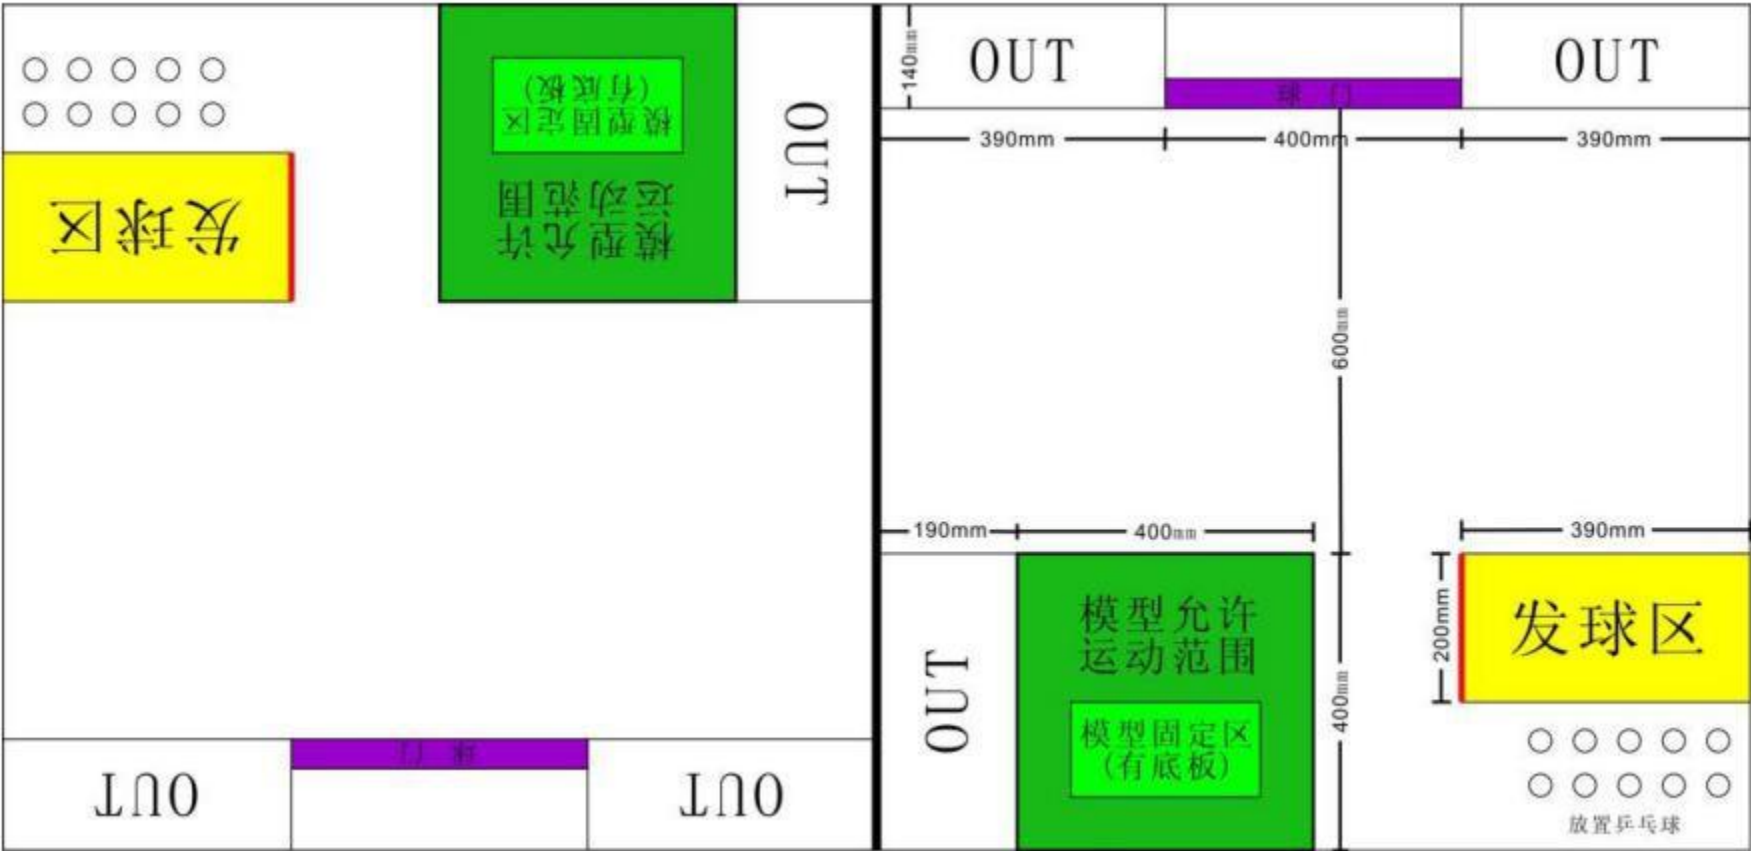 模型允许
运动范围
模型固定区
(有底板)
OUT
发球区
OUT
球 门
OUT
OUT
140mm
OUT
球 门
390mm
400mm
390mm
600mm
190mm
400mm
390mm
OUT
模型允许
运动范围
模型固定区
(有底板)
400mm
200mm
发球区
放置乒乓球